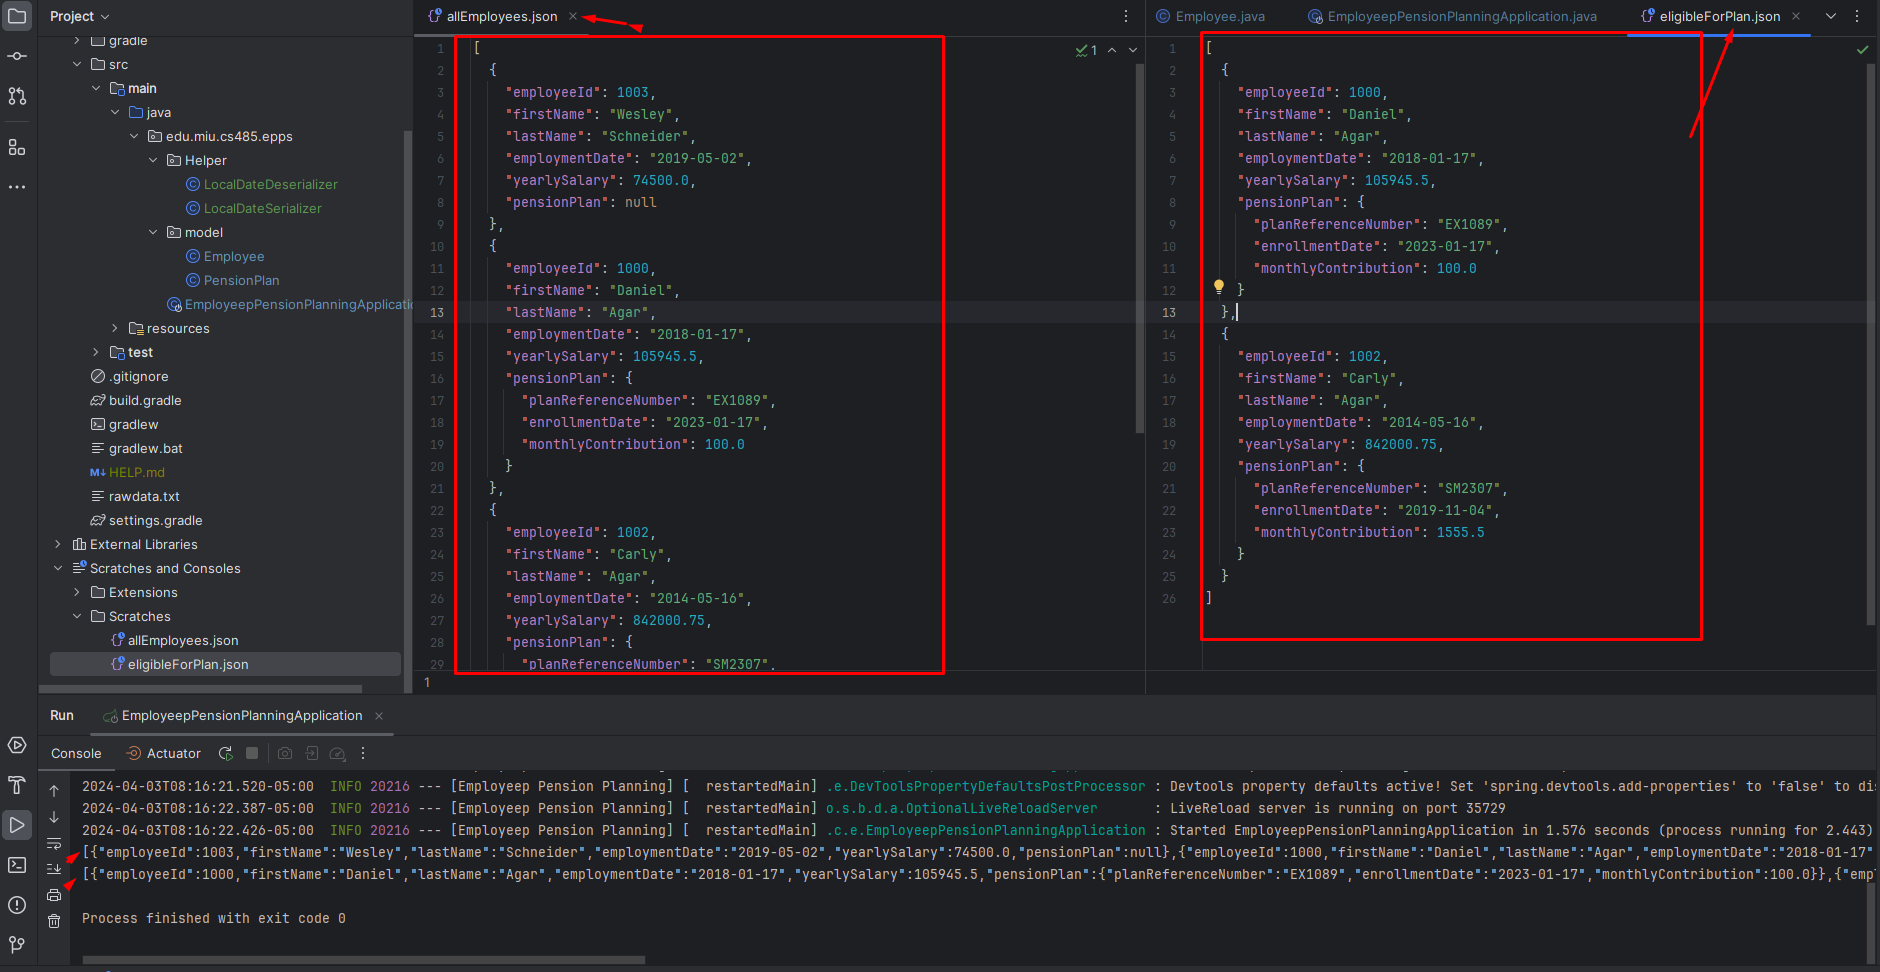 Project
gradle
src
main
java
edu.miu.cs485.epps
Helper
LocalDateDeserializer
LocalDateSerializer
model
Employee
PensionPlan
EmployeepPensionPlanningApplicatio
resources
test
.gitignore
build.gradle
gradlew
gradlew.bat
M↓ HELP.md
rawdata.txt
settings.gradle
External Libraries
Scratches and Consoles
Extensions
Scratches
allEmployees.json
eligibleForPlan.json
allEmployees.json
1
1 [
2 {
3 "employeeId": 1003,
4 "firstName": "Wesley",
5 "lastName": "Schneider",
6 "employmentDate": "2019-05-02",
7 "yearlySalary": 74500.0,
8 "pensionPlan": null
9 },
10 {
11 "employeeId": 1000,
12 "firstName": "Daniel",
13 "lastName": "Agar",
14 "employmentDate": "2018-01-17",
15 "yearlySalary": 105945.5,
16 "pensionPlan": {
17 "planReferenceNumber": "EX1089",
18 "enrollmentDate": "2023-01-17",
19 "monthlyContribution": 100.0
20 }
21 },
22 {
23 "employeeId": 1002,
24 "firstName": "Carly",
25 "lastName": "Agar",
26 "employmentDate": "2014-05-16",
27 "yearlySalary": 842000.75,
28 "pensionPlan": {
29 "planReferenceNumber": "SM2307",
1
Employee.java EmployeepPensionPlanningApplication.java eligibleForPlan.json
1 [
2 {
3 "employeeId": 1000,
4 "firstName": "Daniel",
5 "lastName": "Agar",
6 "employmentDate": "2018-01-17",
7 "yearlySalary": 105945.5,
8 "pensionPlan": {
9 "planReferenceNumber": "EX1089",
10 "enrollmentDate": "2023-01-17",
11 "monthlyContribution": 100.0
12 }
13 },
14 {
15 "employeeId": 1002,
16 "firstName": "Carly",
17 "lastName": "Agar",
18 "employmentDate": "2014-05-16",
19 "yearlySalary": 842000.75,
20 "pensionPlan": {
21 "planReferenceNumber": "SM2307",
22 "enrollmentDate": "2019-11-04",
23 "monthlyContribution": 1555.5
24 }
25 }
26 ]
Run EmployeepPensionPlanningApplication
Console Actuator
2024-04-03T08:16:21.520-05:00 INFO 20216 --- [Employeep Pension Planning] [ restartedMain] .e.DevToolsPropertyDefaultsPostProcessor : Devtools property defaults active! Set 'spring.devtools.add-properties' to 'false' to dis
2024-04-03T08:16:22.387-05:00 INFO 20216 --- [Employeep Pension Planning] [ restartedMain] o.s.b.d.a.OptionalLiveReloadServer : LiveReload server is running on port 35729
2024-04-03T08:16:22.426-05:00 INFO 20216 --- [Employeep Pension Planning] [ restartedMain] .c.e.EmployeepPensionPlanningApplication : Started EmployeepPensionPlanningApplication in 1.576 seconds (process running for 2.443)
[{"employeeId":1003,"firstName":"Wesley","lastName":"Schneider","employmentDate":"2019-05-02","yearlySalary":74500.0,"pensionPlan":null},{"employeeId":1000,"firstName":"Daniel","lastName":"Agar","employmentDate":"2018-01-17"
[{"employeeId":1000,"firstName":"Daniel","lastName":"Agar","employmentDate":"2018-01-17","yearlySalary":105945.5,"pensionPlan":{"planReferenceNumber":"EX1089","enrollmentDate":"2023-01-17","monthlyContribution":100.0}},{"emp
Process finished with exit code 0